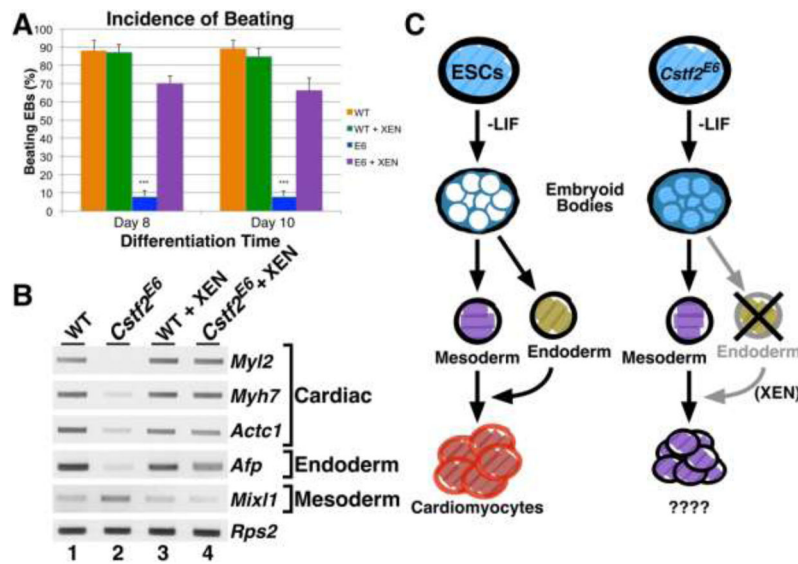 A
Incidence of Beating
Beating EBs (%)
100
90
80
70
60
50
40
30
20
10
0
***
***
Day 8
Day 10
Differentiation Time
WT
WT + XEN
E6
E6 + XEN
B
WT
Cstf2E6
WT + XEN
Cstf2E6 + XEN
Myl2
Myh7
Actc1
Afp
Mixl1
Rps2
Cardiac
Endoderm
Mesoderm
1 2 3 4
C
ESCs
Cstf2E6
-LIF
-LIF
Embryoid
Bodies
Mesoderm
Endoderm
Mesoderm
Endoderm
(XEN)
Cardiomyocytes
????